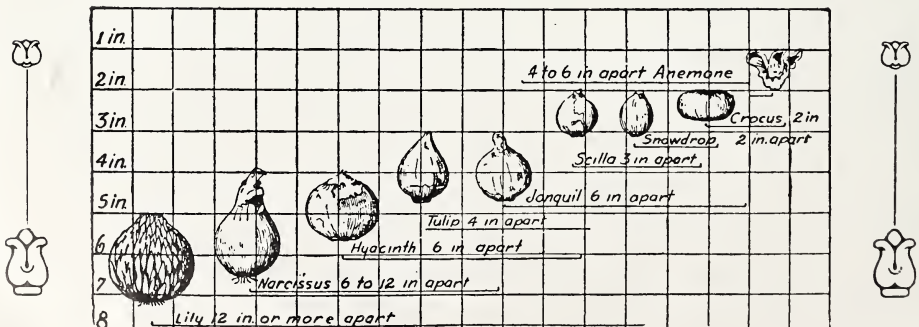 1 in.
2 in.
4 to 6 in apart Anemone
3 in.
Crocus, 2 in
Snowdrop, 2 in. apart
Scilla 3 in apart
4 in.
5 in.
Jonquil 6 in apart
Tulip 4 in apart
6
Hyacinth 6 in apart
7
Narcissus 6 to 12 in apart
8
Lily 12 in. or more apart